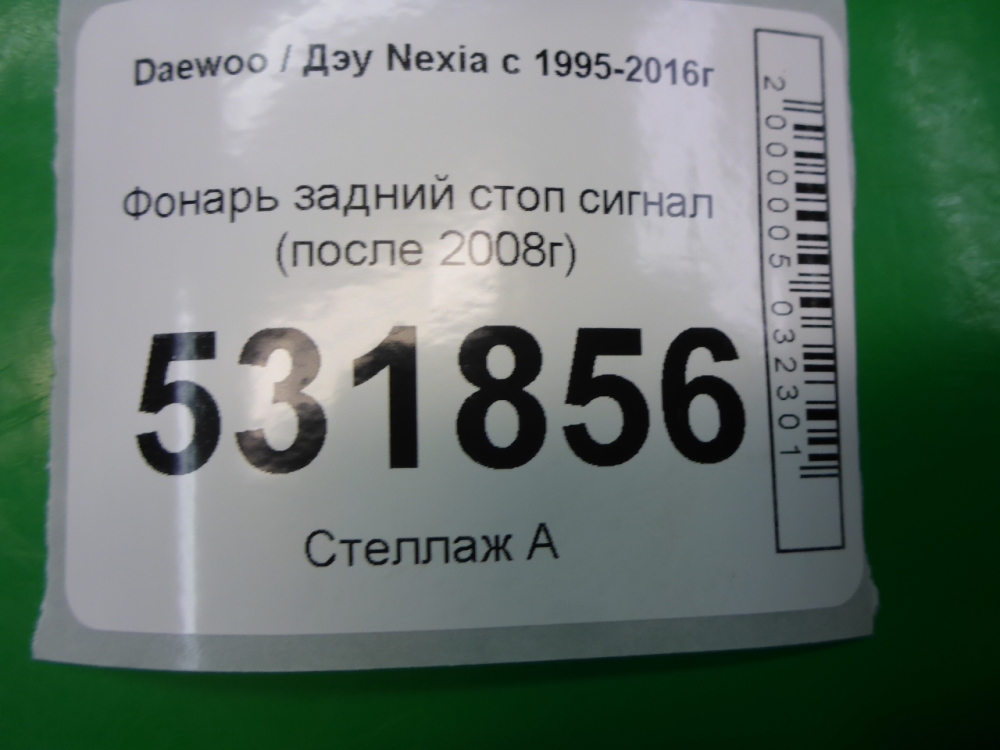 Daewoo / Дэу Nexia с 1995-2016г
Фонарь задний стоп сигнал
(после 2008г)
531856
Стеллаж А
2000005032301